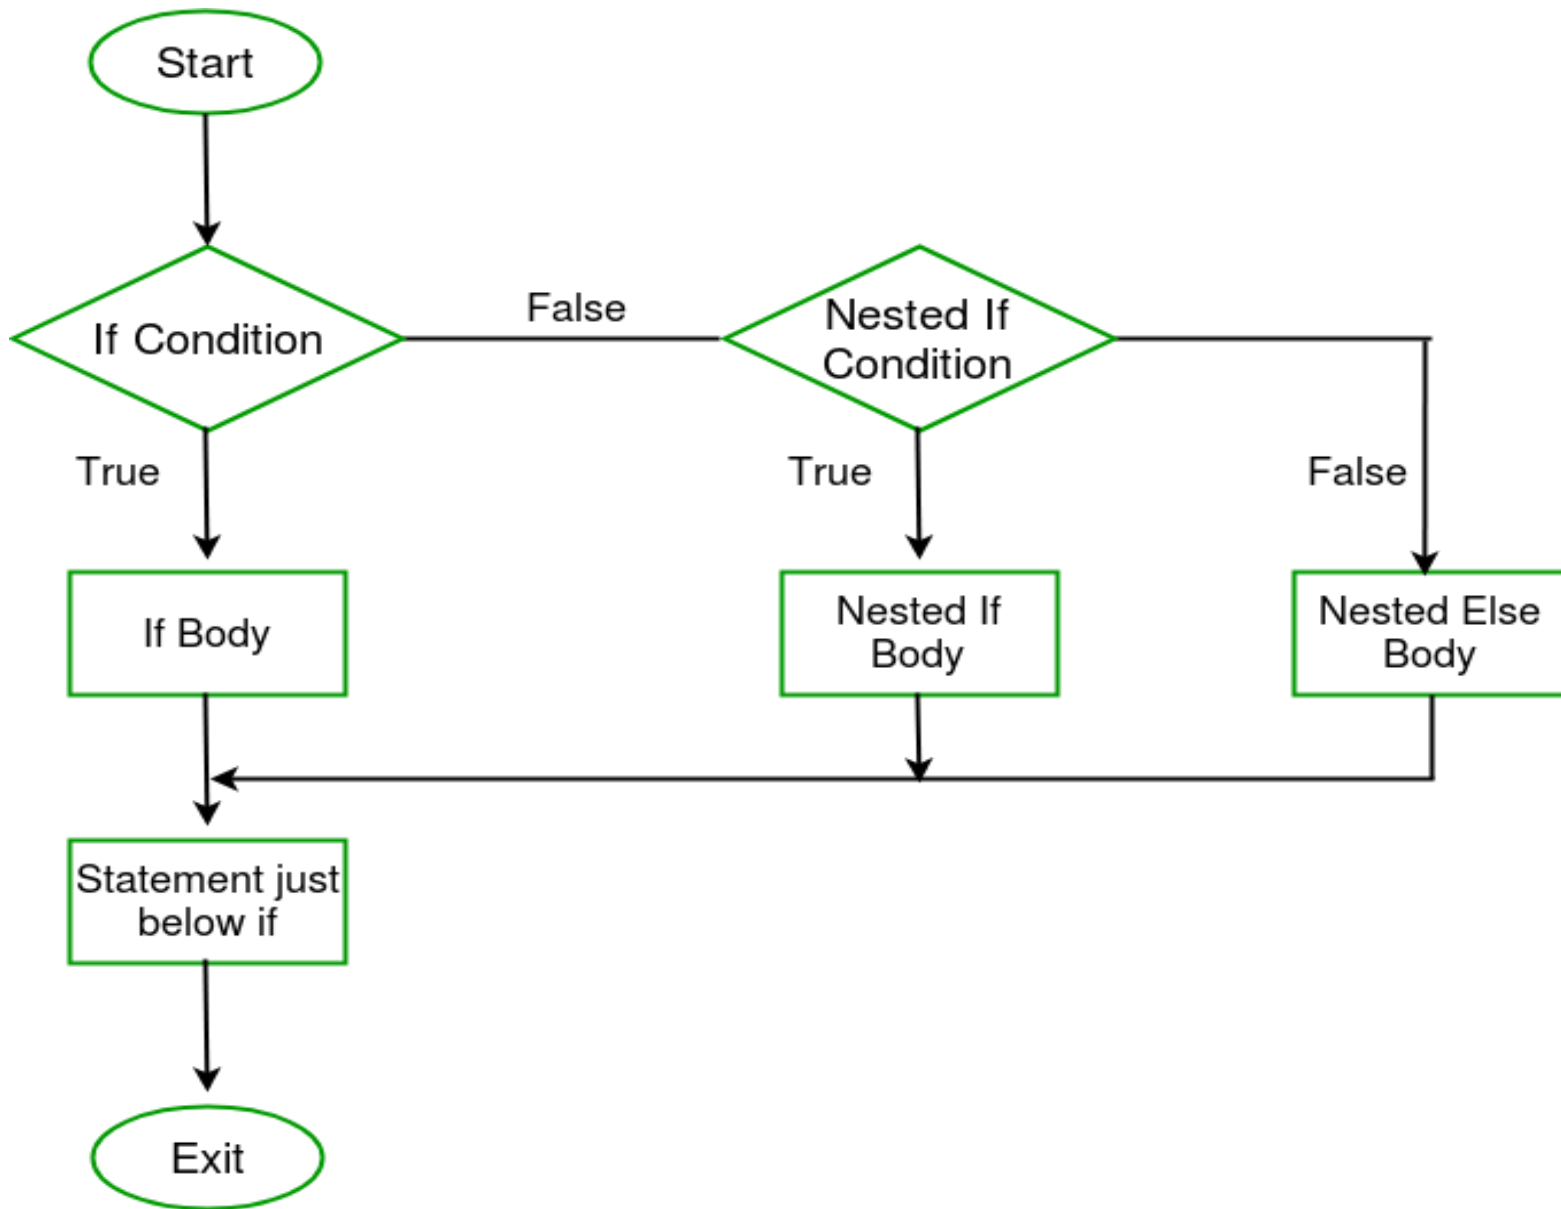 Start
If Condition
False
Nested If
Condition
True
True
False
If Body
Nested If
Body
Nested Else
Body
Statement just
below if
Exit